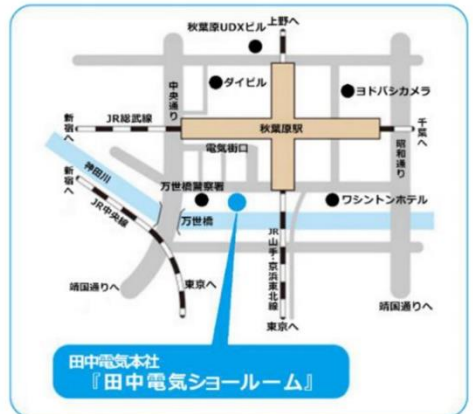 上野へ
秋葉原UDXビル
中央通り
ダイビル
ヨドバシカメラ
新宿へ
JR総武線
秋葉原駅
千葉へ
昭和通り
電気街口
神田川
新宿へ
JR中央線
万世橋警察署
万世橋
ワシントンホテル
JR山手・京浜東北線
靖国通りへ
東京へ
東京へ
靖国通りへ
田中電気本社
『田中電気ショールーム』